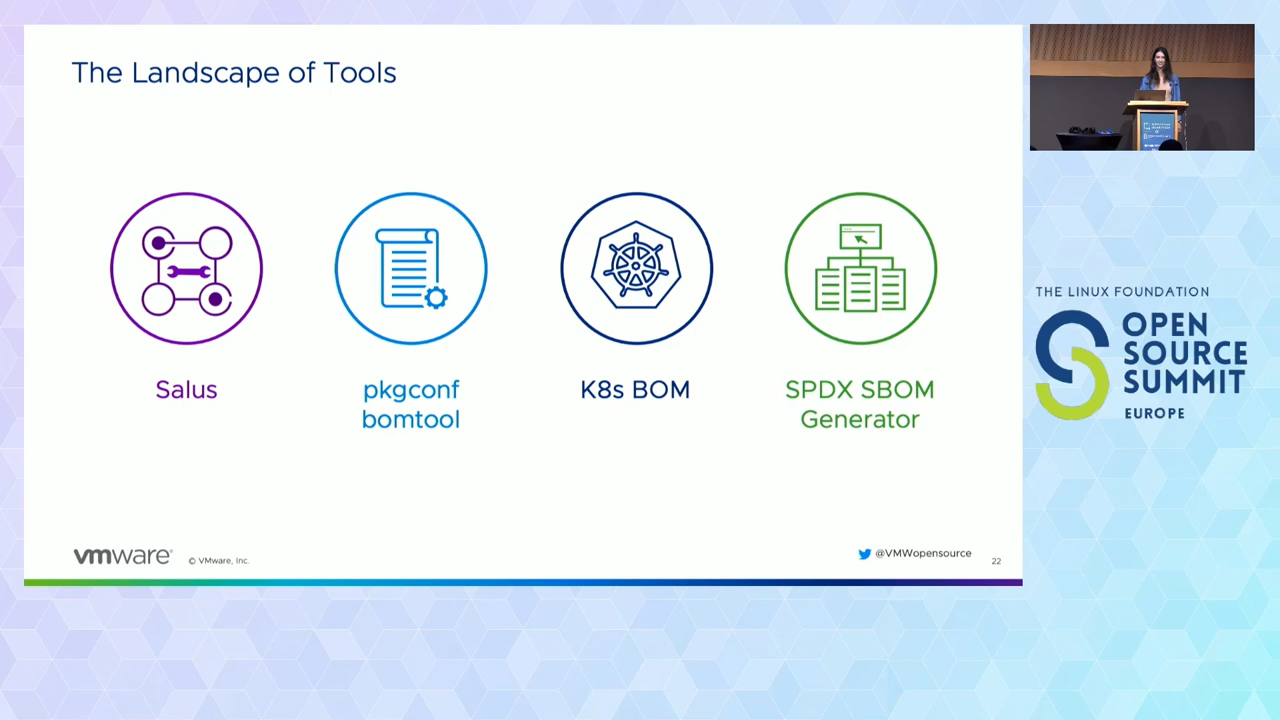 The Landscape of Tools
Salus
pkgconf
bomtool
K8s BOM
SPDX SBOM
Generator
vmware®
© VMware, Inc.
@VMWopensource
22
THE LINUX FOUNDATION
OPEN
SOURCE
SUMMIT
EUROPE